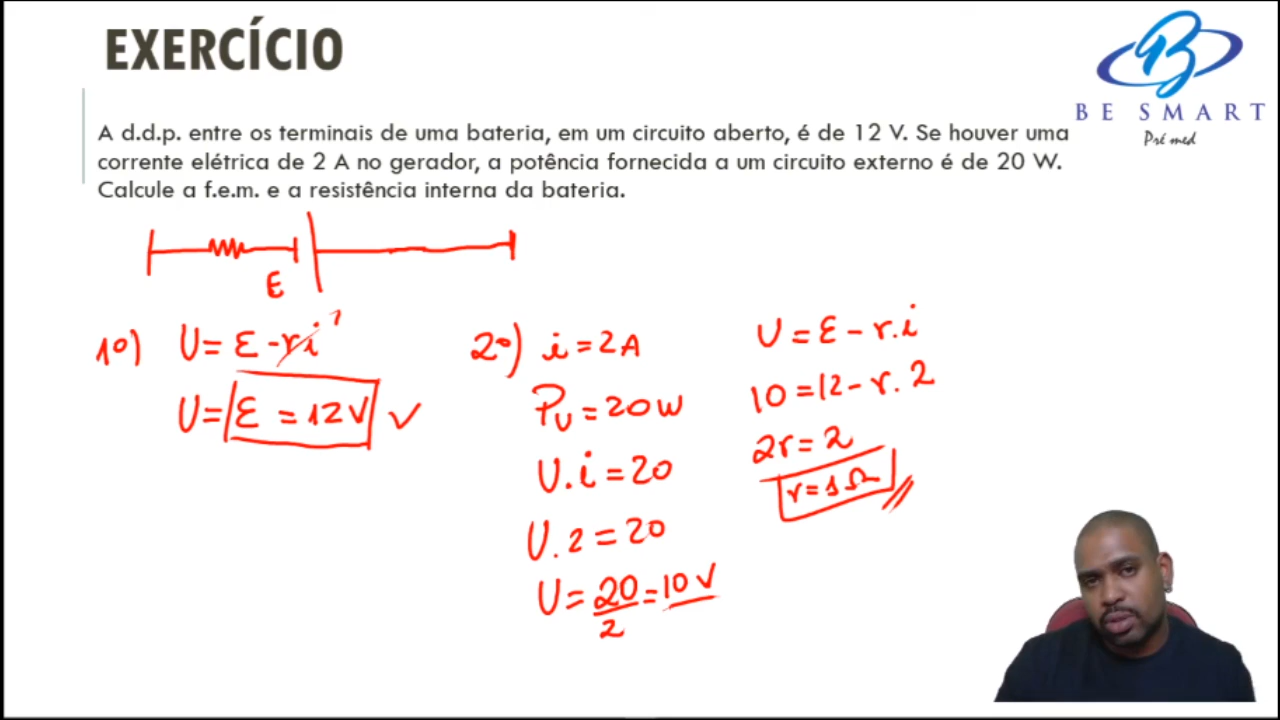 EXERCÍCIO
BE SMART
Pré med
A d.d.p. entre os terminais de uma bateria, em um circuito aberto, é de 12 V. Se houver uma
corrente elétrica de 2 A no gerador, a potência fornecida a um circuito externo é de 20 W.
Calcule a f.e.m. e a resistência interna da bateria.
E
1º) U = ε - ri
U = ε = 12V ✓
2º) i = 2A
PU = 20W
U.i = 20
U.2 = 20
U = 20/2 = 10V
U = ε - r.i
10 = 12 - r.2
2r = 2
r = 1Ω